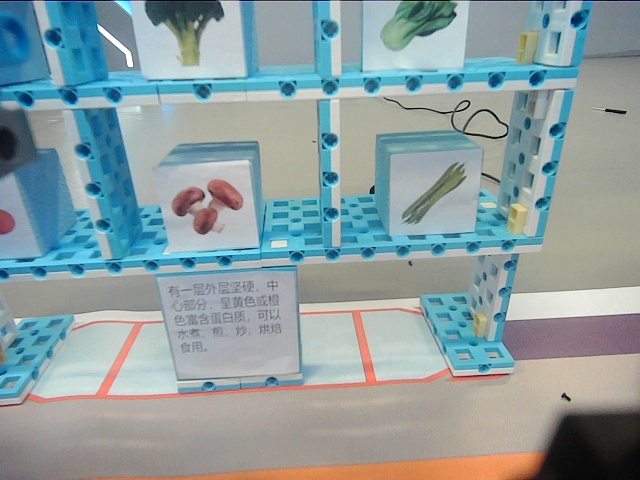 有一层外层坚硬，中
心部分，呈黄色或橙
色富含蛋白质，可以
水煮、煎、炒、烘焙
食用。